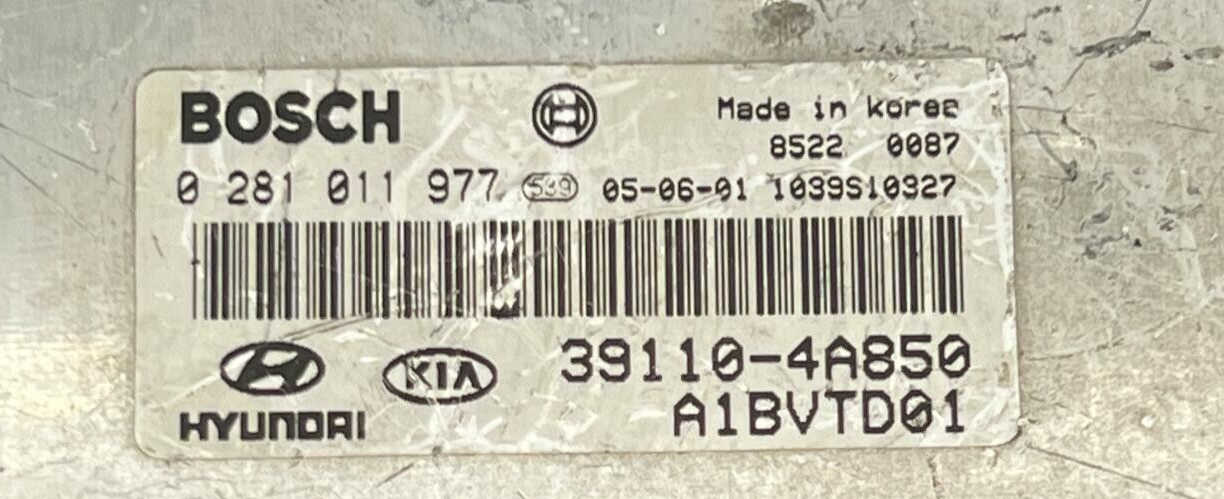 BOSCH
Made in korea
8522 0087
0 281 011 977 539 05-06-01 1039S10327
39110-4A850
KIA
HYUNDAI
A1BVTD01